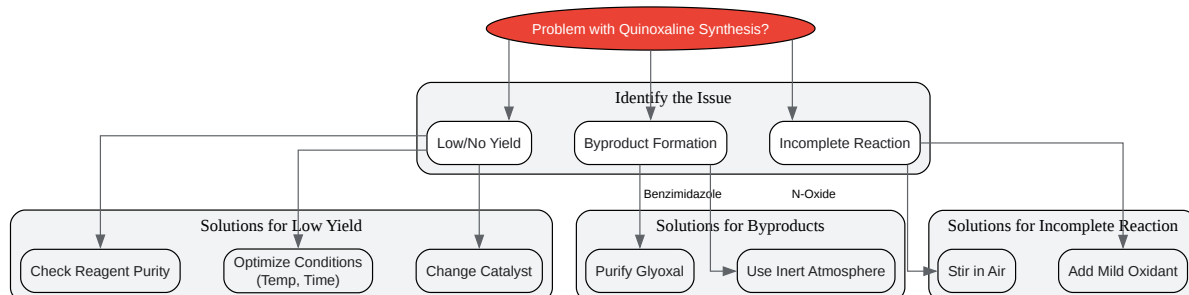 Problem with Quinoxaline Synthesis?
Identify the Issue
Low/No Yield
Byproduct Formation
Incomplete Reaction
Benzimidazole
N-Oxide
Solutions for Low Yield
Solutions for Byproducts
Solutions for Incomplete Reaction
Check Reagent Purity
Optimize Conditions
(Temp, Time)
Change Catalyst
Purify Glyoxal
Use Inert Atmosphere
Stir in Air
Add Mild Oxidant